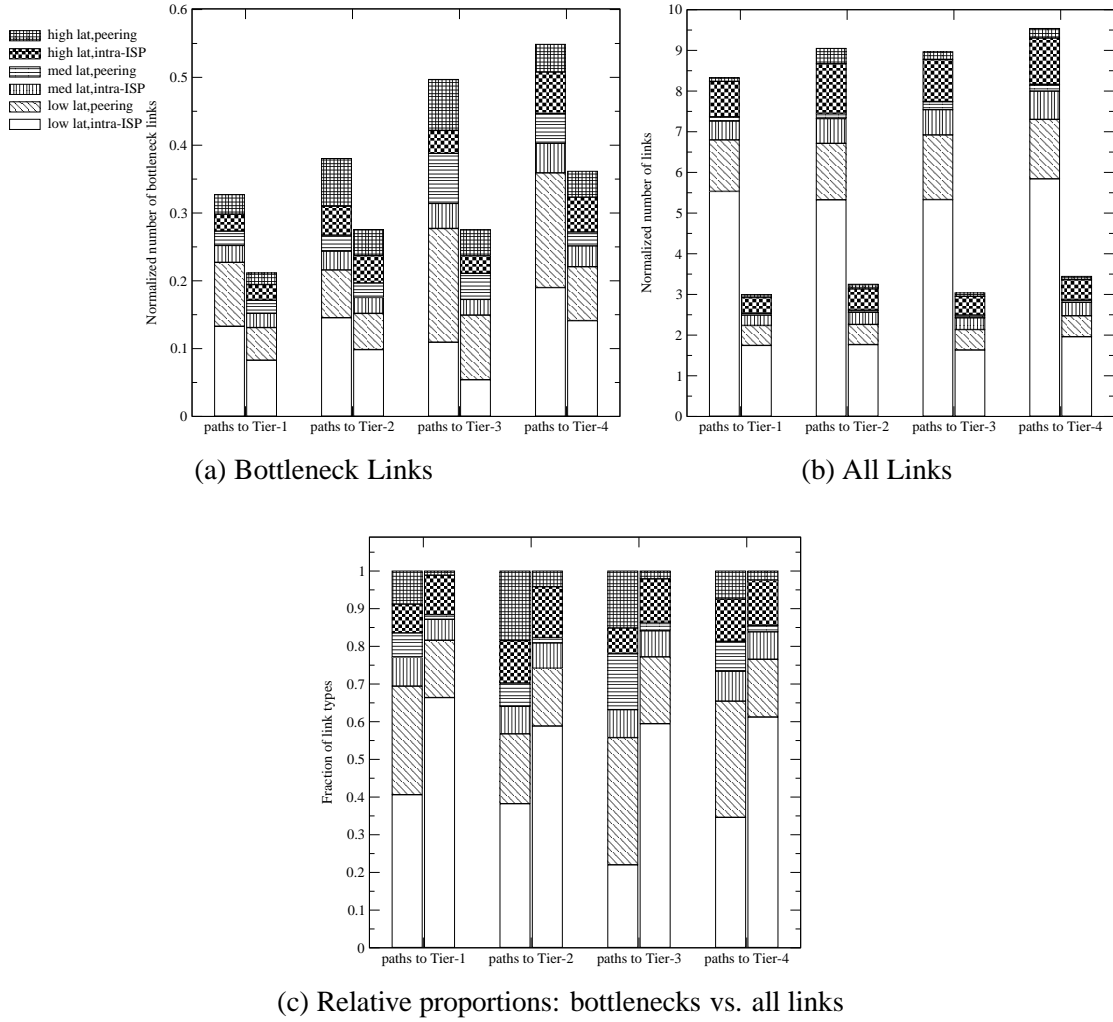 high lat,peering
high lat,intra-ISP
med lat,peering
med lat,intra-ISP
low lat,peering
low lat,intra-ISP
Normalized number of bottleneck links
0.6
0.5
0.4
0.3
0.2
0.1
0
paths to Tier-1
paths to Tier-2
paths to Tier-3
paths to Tier-4
(a) Bottleneck Links
Normalized number of links
10
9
8
7
6
5
4
3
2
1
0
paths to Tier-1
paths to Tier-2
paths to Tier-3
paths to Tier-4
(b) All Links
Fraction of link types
1
0.9
0.8
0.7
0.6
0.5
0.4
0.3
0.2
0.1
0
paths to Tier-1
paths to Tier-2
paths to Tier-3
paths to Tier-4
(c) Relative proportions: bottlenecks vs. all links